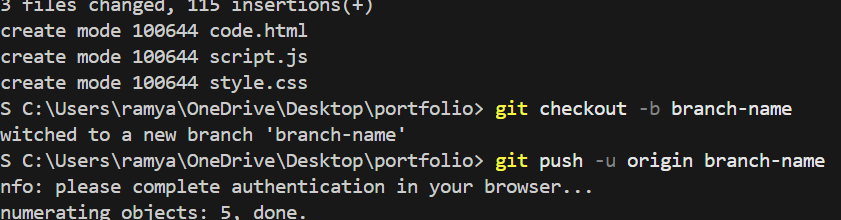 3 files changed, 115 insertions(+)
create mode 100644 code.html
create mode 100644 script.js
create mode 100644 style.css
S C:\Users\ramya\OneDrive\Desktop\portfolio> git checkout -b branch-name
witched to a new branch 'branch-name'
S C:\Users\ramya\OneDrive\Desktop\portfolio> git push -u origin branch-name
nfo: please complete authentication in your browser...
numerating objects: 5, done.